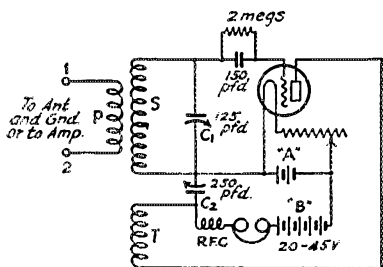 2 megs
150
pfd.
1
To Ant
and Gnd.
or to Amp.
2
P
S
125
pfd
C1
"A"
250
pfd.
C2
"B"
T
R.F.C
20-45V